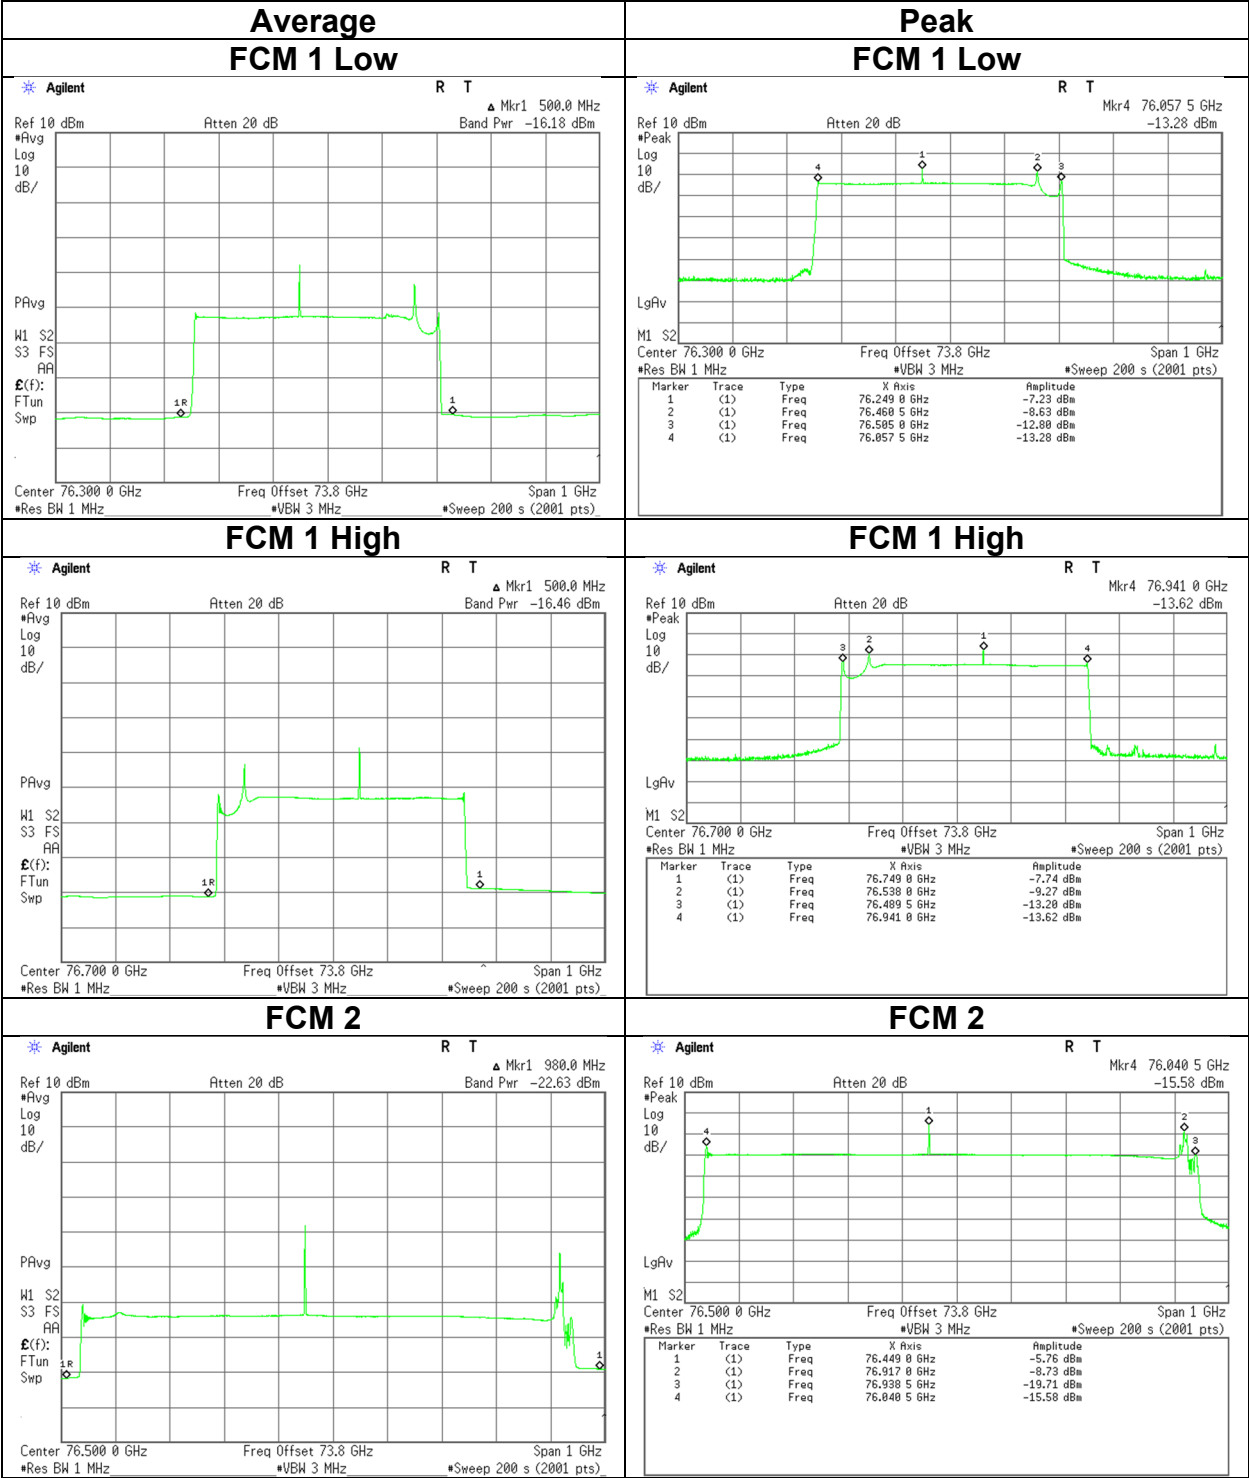 Average Peak
FCM 1 Low FCM 1 Low
Agilent R T
Δ Mkr1 500.0 MHz
Ref 10 dBm Atten 20 dB Band Pwr -16.18 dBm
#Avg
Log
10
dB/
PAvg
W1 S2
S3 FS
AA
£(f):
FTun
Swp
1R
1
Center 76.300 0 GHz Freq Offset 73.8 GHz Span 1 GHz
#Res BW 1 MHz #VBW 3 MHz #Sweep 200 s (2001 pts)
Agilent R T
Mkr4 76.057 5 GHz
Ref 10 dBm Atten 20 dB -13.28 dBm
#Peak
Log
10
dB/
4 1 2 3
LgAv
M1 S2
Center 76.300 0 GHz Freq Offset 73.8 GHz Span 1 GHz
#Res BW 1 MHz #VBW 3 MHz #Sweep 200 s (2001 pts)
Marker Trace Type X Axis Amplitude
1 (1) Freq 76.249 0 GHz -7.23 dBm
2 (1) Freq 76.460 5 GHz -8.63 dBm
3 (1) Freq 76.505 0 GHz -12.80 dBm
4 (1) Freq 76.057 5 GHz -13.28 dBm
FCM 1 High FCM 1 High
Agilent R T
Δ Mkr1 500.0 MHz
Ref 10 dBm Atten 20 dB Band Pwr -16.46 dBm
#Avg
Log
10
dB/
PAvg
W1 S2
S3 FS
AA
£(f):
FTun
Swp
1R
1
Center 76.700 0 GHz Freq Offset 73.8 GHz Span 1 GHz
#Res BW 1 MHz #VBW 3 MHz #Sweep 200 s (2001 pts)
Agilent R T
Mkr4 76.941 0 GHz
Ref 10 dBm Atten 20 dB -13.62 dBm
#Peak
Log
10
dB/
3 2 1 4
LgAv
M1 S2
Center 76.700 0 GHz Freq Offset 73.8 GHz Span 1 GHz
#Res BW 1 MHz #VBW 3 MHz #Sweep 200 s (2001 pts)
Marker Trace Type X Axis Amplitude
1 (1) Freq 76.749 0 GHz -7.74 dBm
2 (1) Freq 76.538 0 GHz -9.27 dBm
3 (1) Freq 76.489 5 GHz -13.20 dBm
4 (1) Freq 76.941 0 GHz -13.62 dBm
FCM 2 FCM 2
Agilent R T
Δ Mkr1 980.0 MHz
Ref 10 dBm Atten 20 dB Band Pwr -22.63 dBm
#Avg
Log
10
dB/
PAvg
W1 S2
S3 FS
AA
£(f):
FTun
Swp
1R
1
Center 76.500 0 GHz Freq Offset 73.8 GHz Span 1 GHz
#Res BW 1 MHz #VBW 3 MHz #Sweep 200 s (2001 pts)
Agilent R T
Mkr4 76.040 5 GHz
Ref 10 dBm Atten 20 dB -15.58 dBm
#Peak
Log
10
dB/
4 1 2 3
LgAv
M1 S2
Center 76.500 0 GHz Freq Offset 73.8 GHz Span 1 GHz
#Res BW 1 MHz #VBW 3 MHz #Sweep 200 s (2001 pts)
Marker Trace Type X Axis Amplitude
1 (1) Freq 76.449 0 GHz -5.76 dBm
2 (1) Freq 76.917 0 GHz -8.73 dBm
3 (1) Freq 76.938 5 GHz -19.71 dBm
4 (1) Freq 76.040 5 GHz -15.58 dBm